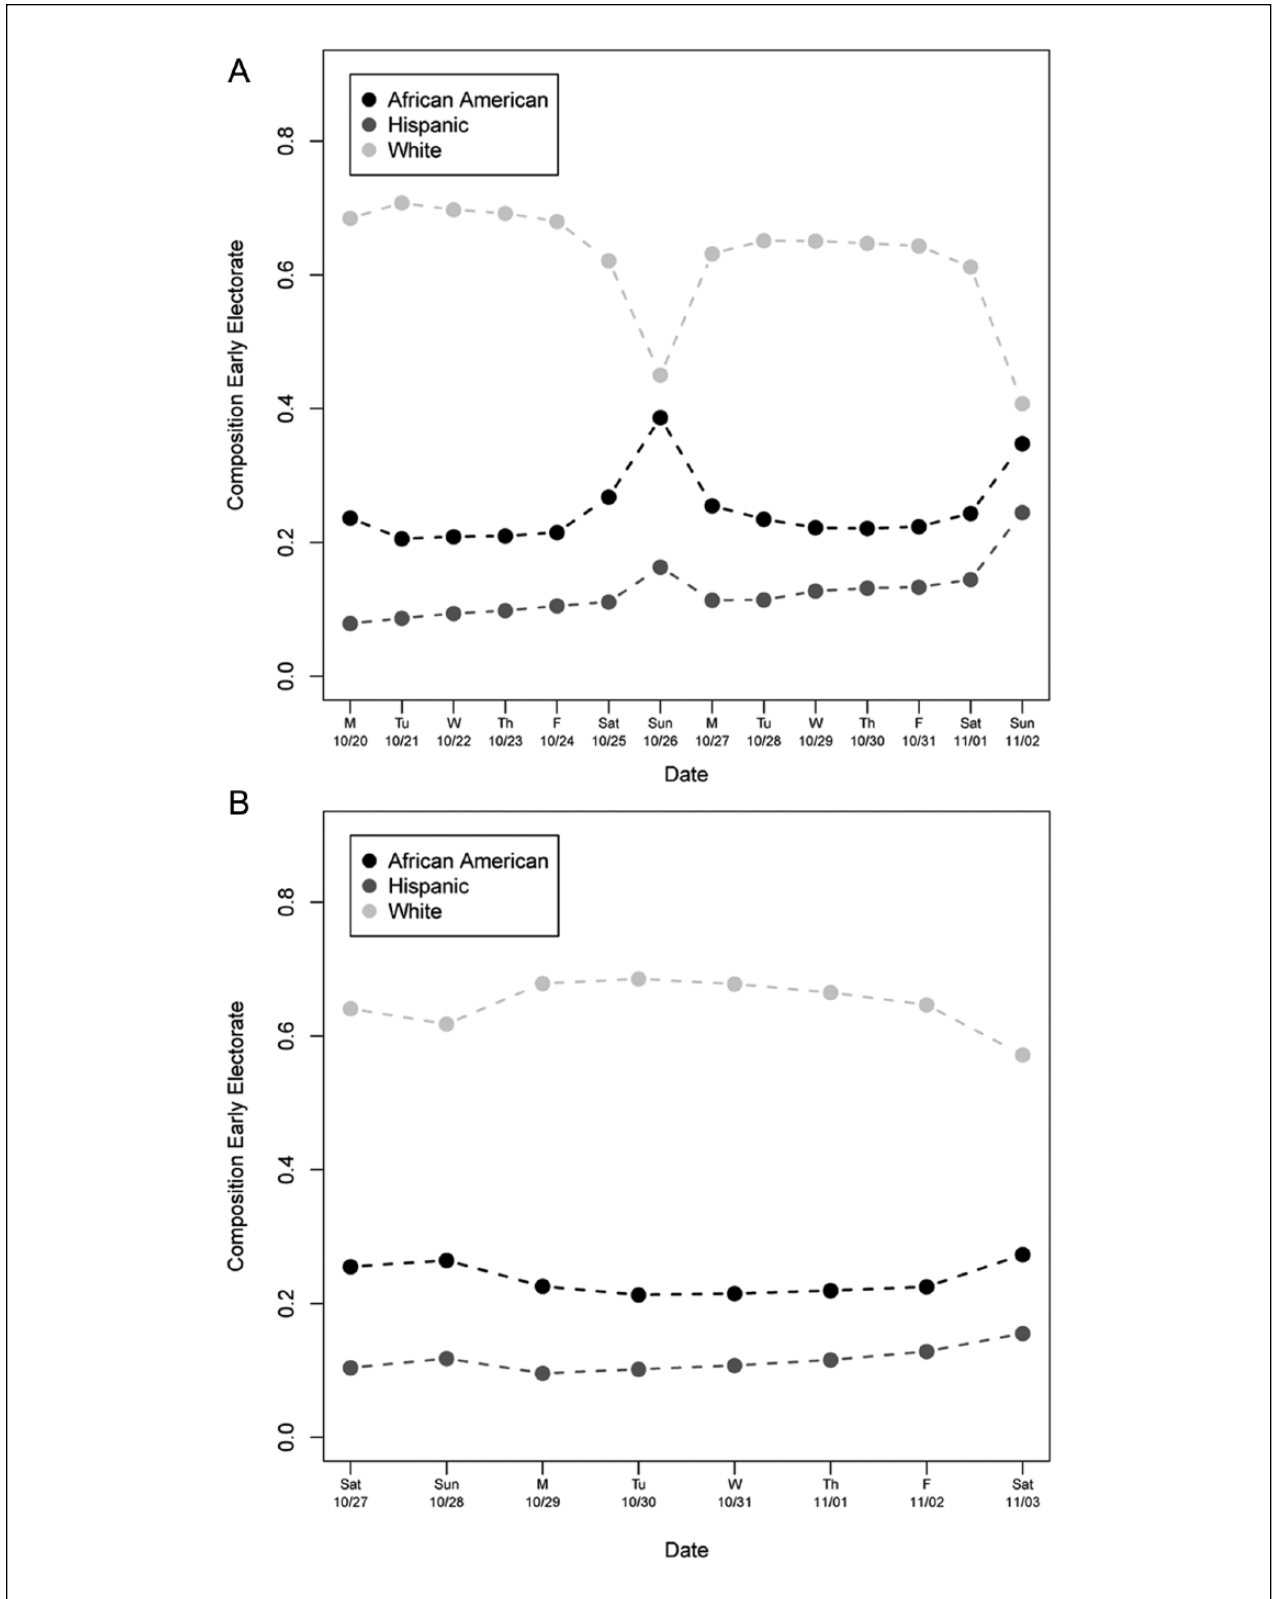 A
African American
Hispanic
White
Composition Early Electorate
0.8
0.6
0.4
0.2
0.0
M Tu W Th F Sat Sun M Tu W Th F Sat Sun
10/20 10/21 10/22 10/23 10/24 10/25 10/26 10/27 10/28 10/29 10/30 10/31 11/01 11/02
Date
B
African American
Hispanic
White
Composition Early Electorate
0.8
0.6
0.4
0.2
0.0
Sat Sun M Tu W Th F Sat
10/27 10/28 10/29 10/30 10/31 11/01 11/02 11/03
Date